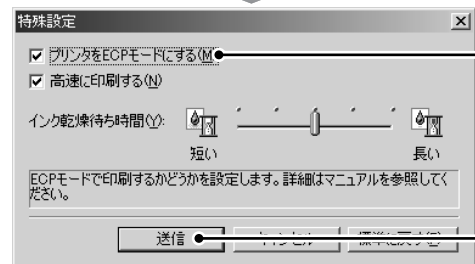 特殊設定
プリンタをECPモードにする(M)
高速に印刷する(N)
インク乾燥待ち時間(Y):
短い 長い
ECPモードで印刷するかどうかを設定します。詳細はマニュアルを参照してく
ださい。
送信